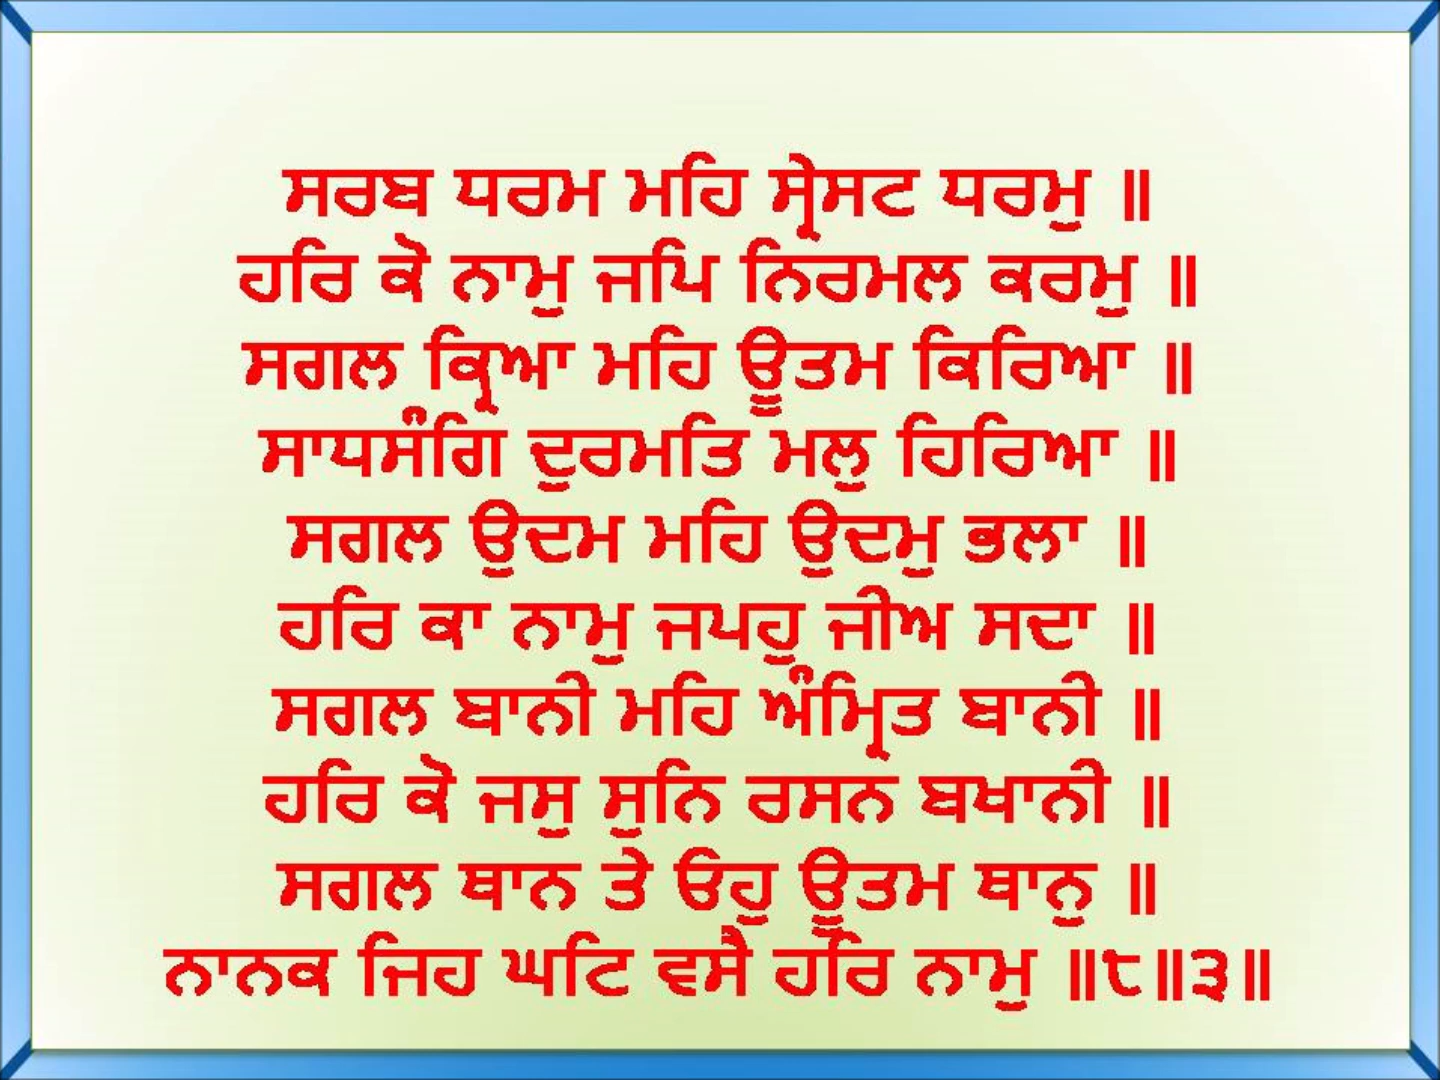 ਸਰਬ ਧਰਮ ਮਹਿ ਸ੍ਰੇਸਟ ਧਰਮੁ ॥
ਹਰਿ ਕੋ ਨਾਮੁ ਜਪਿ ਨਿਰਮਲ ਕਰਮੁ ॥
ਸਗਲ ਕ੍ਰਿਆ ਮਹਿ ਊਤਮ ਕਿਰਿਆ ॥
ਸਾਧਸੰਗਿ ਦੁਰਮਤਿ ਮਲੁ ਹਿਰਿਆ ॥
ਸਗਲ ਉਦਮ ਮਹਿ ਉਦਮੁ ਭਲਾ ॥
ਹਰਿ ਕਾ ਨਾਮੁ ਜਪਹੁ ਜੀਅ ਸਦਾ ॥
ਸਗਲ ਬਾਨੀ ਮਹਿ ਅੰਮ੍ਰਿਤ ਬਾਨੀ ॥
ਹਰਿ ਕੋ ਜਸੁ ਸੁਨਿ ਰਸਨ ਬਖਾਨੀ ॥
ਸਗਲ ਥਾਨ ਤੇ ਓਹੁ ਊਤਮ ਥਾਨੁ ॥
ਨਾਨਕ ਜਿਹ ਘਟਿ ਵਸੈ ਹਰਿ ਨਾਮੁ ॥੮॥੩॥